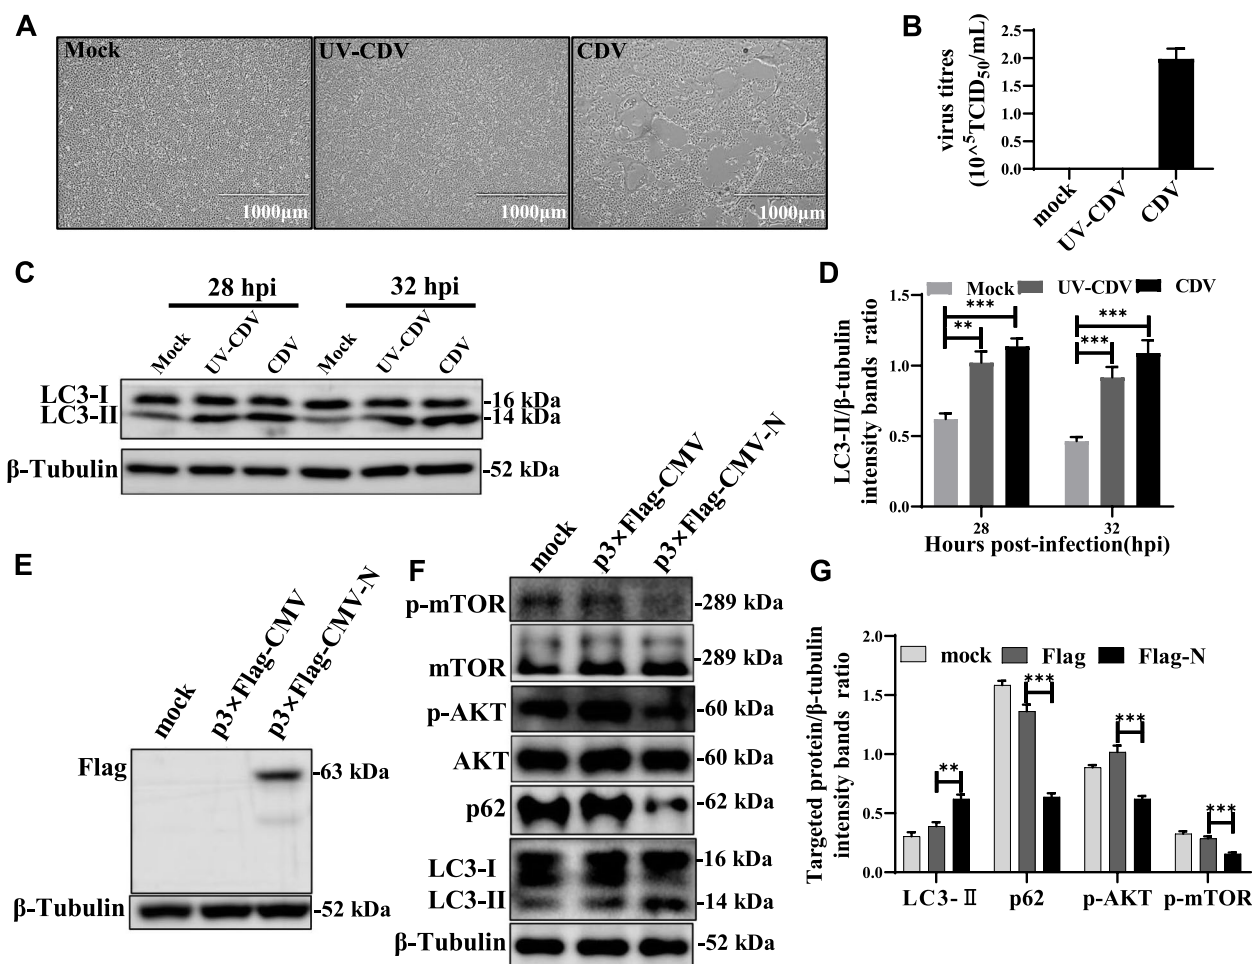 A
Mock
UV-CDV
CDV
1000μm
1000μm
1000μm
B
virus titres
(10^⁵TCID₅₀/mL)
2.5
2.0
1.5
1.0
0.5
0.0
mock
UV-CDV
CDV
C
28 hpi
32 hpi
Mock
UV-CDV
CDV
Mock
UV-CDV
CDV
LC3-I
LC3-II
-16 kDa
-14 kDa
β-Tubulin
-52 kDa
D
Mock
UV-CDV
CDV
LC3-II/β-tubulin
intensity bands ratio
1.5
1.0
0.5
0.0
***
**
***
***
28
32
Hours post-infection(hpi)
E
mock
p3×Flag-CMV
p3×Flag-CMV-N
Flag
-63 kDa
β-Tubulin
-52 kDa
F
mock
p3×Flag-CMV
p3×Flag-CMV-N
p-mTOR
-289 kDa
mTOR
-289 kDa
p-AKT
-60 kDa
AKT
-60 kDa
p62
-62 kDa
LC3-I
-16 kDa
LC3-II
-14 kDa
β-Tubulin
-52 kDa
G
mock
Flag
Flag-N
Targeted protein/β-tubulin
intensity bands ratio
2.0
1.5
1.0
0.5
0.0
**
***
***
***
LC3-Ⅱ
p62
p-AKT
p-mTOR